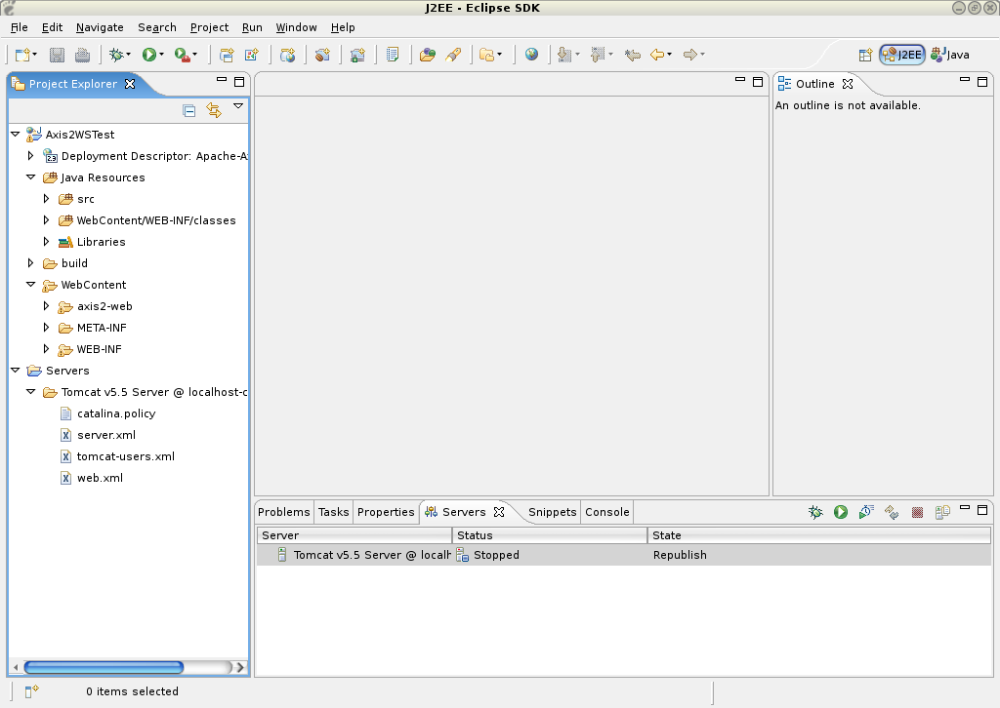 J2EE - Eclipse SDK
File Edit Navigate Search Project Run Window Help
J2EE Java
Project Explorer
Axis2WSTest
2.3 Deployment Descriptor: Apache-A
Java Resources
src
WebContent/WEB-INF/classes
Libraries
build
WebContent
axis2-web
META-INF
WEB-INF
Servers
Tomcat v5.5 Server @ localhost-c
catalina.policy
server.xml
tomcat-users.xml
web.xml
Outline
An outline is not available.
Problems Tasks Properties Servers Snippets Console
Server Status State
Tomcat v5.5 Server @ localh Stopped Republish
0 items selected